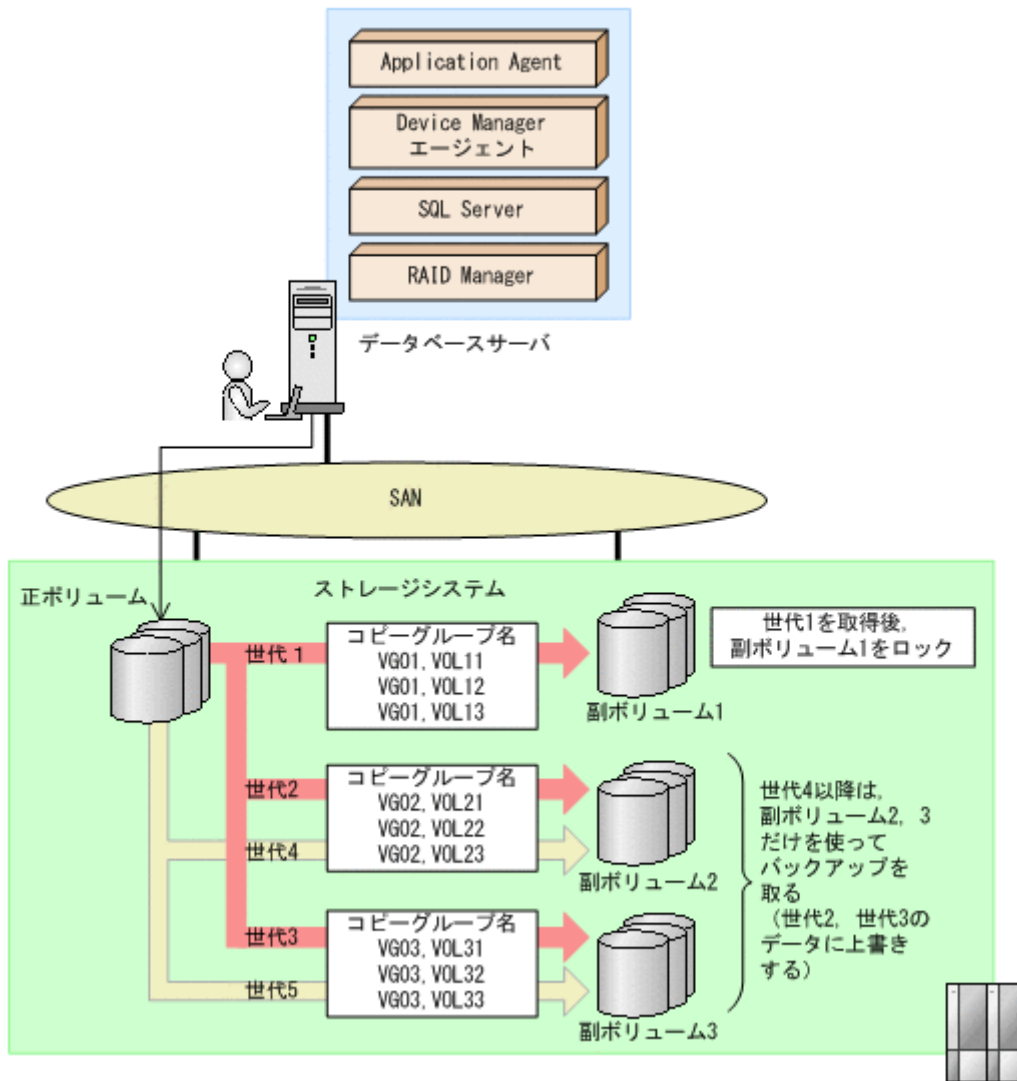 Application Agent
Device Manager
エージェント
SQL Server
RAID Manager
データベースサーバ
SAN
ストレージシステム
正ボリューム
世代1
コピーグループ名
VG01,VOL11
VG01,VOL12
VG01,VOL13
副ボリューム1
世代1を取得後,
副ボリューム1をロック
世代2
世代4
コピーグループ名
VG02,VOL21
VG02,VOL22
VG02,VOL23
副ボリューム2
世代3
世代5
コピーグループ名
VG03,VOL31
VG03,VOL32
VG03,VOL33
副ボリューム3
世代4以降は,
副ボリューム2, 3
だけを使って
バックアップを
取る
(世代2, 世代3の
データに上書き
する)